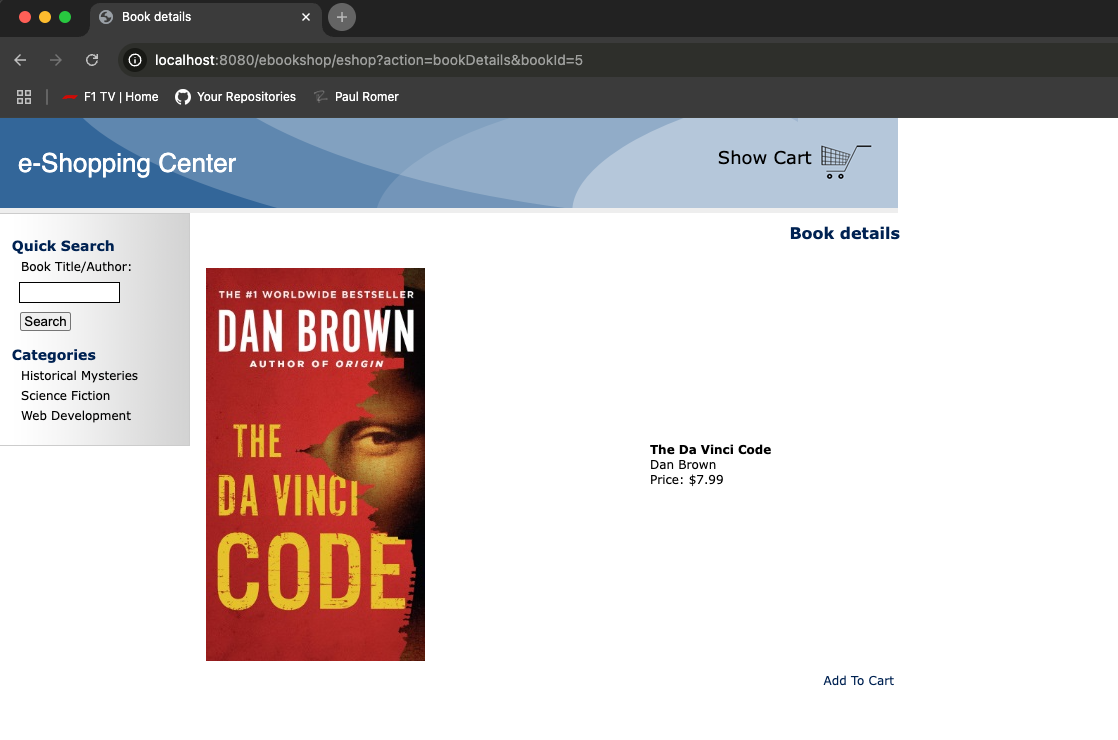 Book details
localhost:8080/ebookshop/eshop?action=bookDetails&bookId=5
F1 TV | Home
Your Repositories
Paul Romer
e-Shopping Center
Show Cart
Quick Search
Book Title/Author:
Search
Categories
Historical Mysteries
Science Fiction
Web Development
Book details
THE #1 WORLDWIDE BESTSELLER
DAN BROWN
AUTHOR OF ORIGIN
THE
DA VINCI
CODE
The Da Vinci Code
Dan Brown
Price: $7.99
Add To Cart